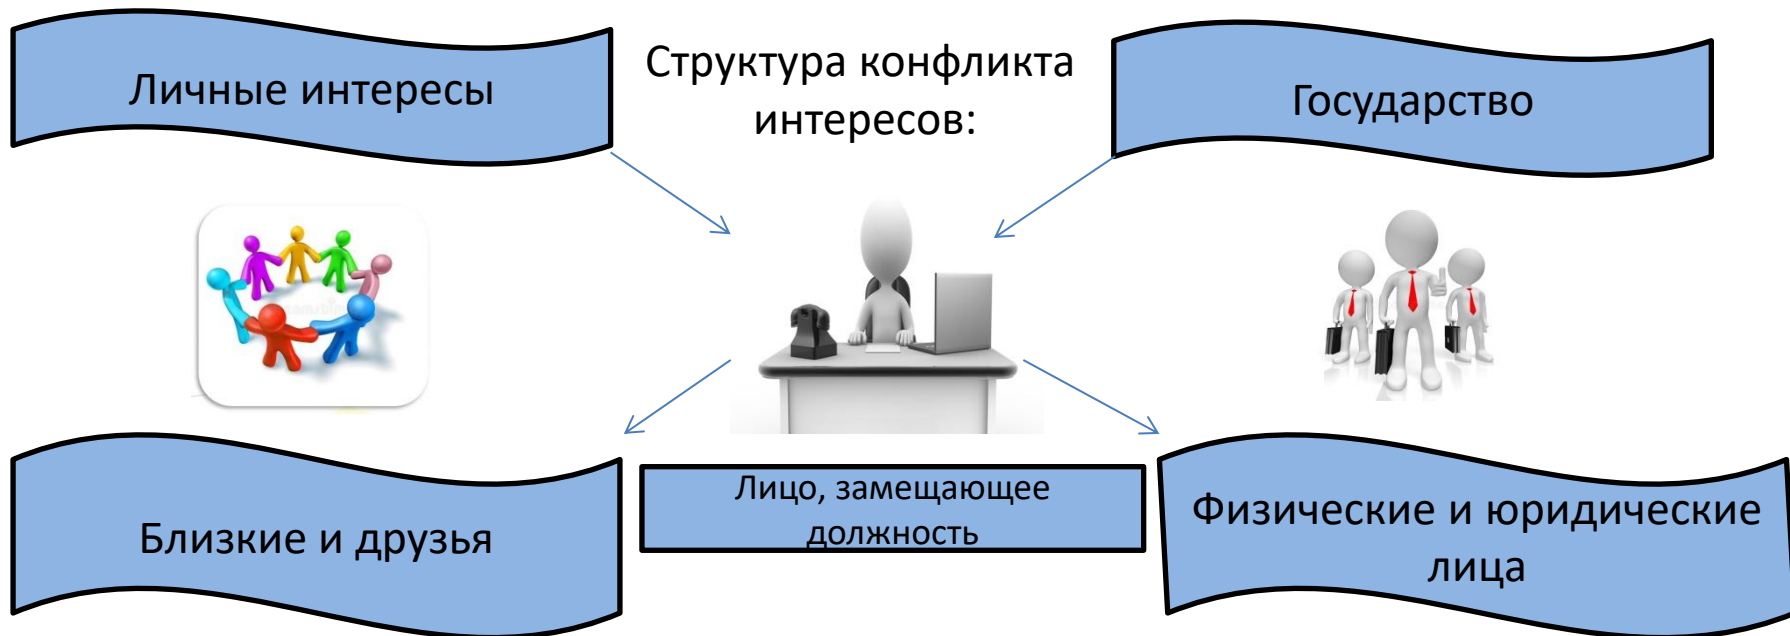 Личные интересы
Структура конфликта
интересов:
Государство
Близкие и друзья
Лицо, замещающее
должность
Физические и юридические
лица